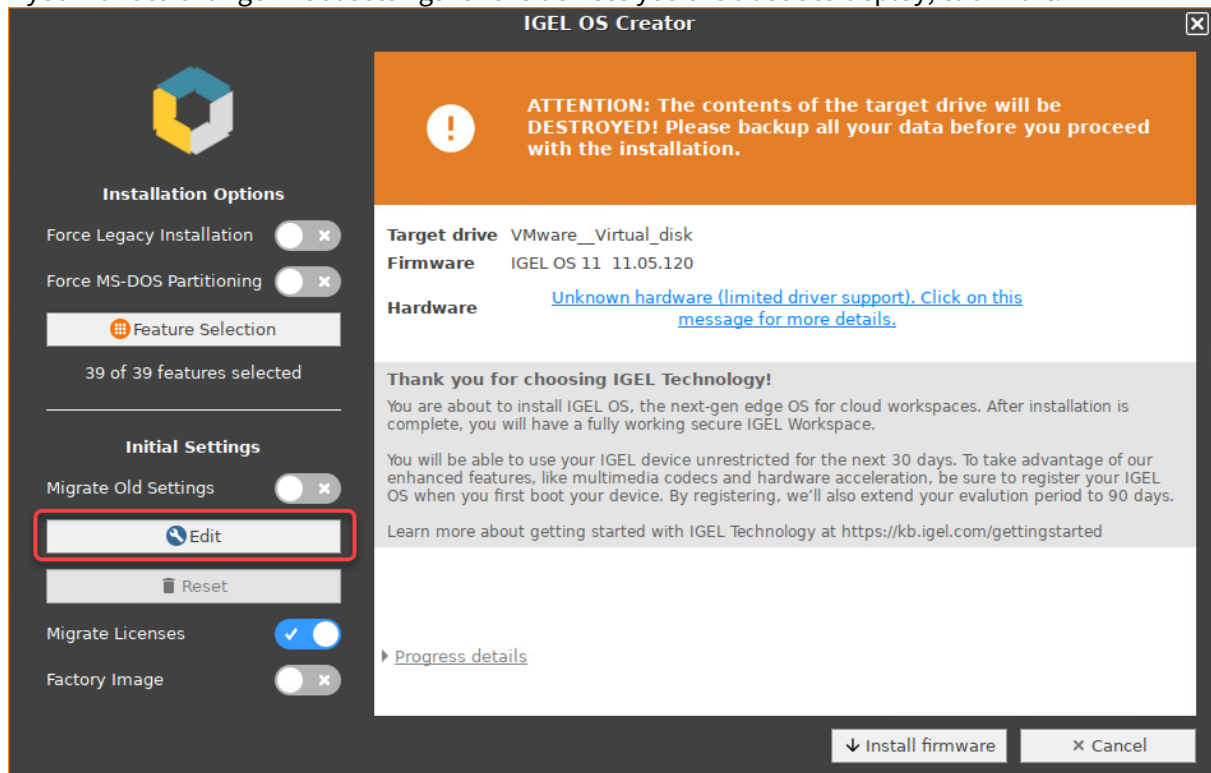 IGEL OS Creator
ATTENTION: The contents of the target drive will be
DESTROYED! Please backup all your data before you proceed
with the installation.
Installation Options
Force Legacy Installation
Force MS-DOS Partitioning
Feature Selection
39 of 39 features selected
Initial Settings
Migrate Old Settings
Edit
Reset
Migrate Licenses
Factory Image
Target drive VMware__Virtual_disk
Firmware IGEL OS 11 11.05.120
Hardware Unknown hardware (limited driver support). Click on this
message for more details.
Thank you for choosing IGEL Technology!
You are about to install IGEL OS, the next-gen edge OS for cloud workspaces. After installation is
complete, you will have a fully working secure IGEL Workspace.
You will be able to use your IGEL device unrestricted for the next 30 days. To take advantage of our
enhanced features, like multimedia codecs and hardware acceleration, be sure to register your IGEL
OS when you first boot your device. By registering, we'll also extend your evalution period to 90 days.
Learn more about getting started with IGEL Technology at https://kb.igel.com/gettingstarted
Progress details
Install firmware
Cancel